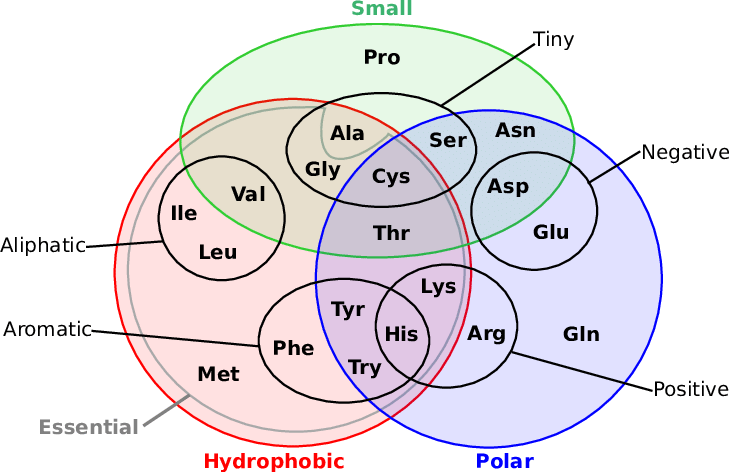 Small
Tiny
Pro
Ala
Ser
Asn
Negative
Gly
Cys
Asp
Val
Ile
Thr
Glu
Aliphatic
Leu
Lys
Tyr
Aromatic
Phe
His
Arg
Gln
Try
Met
Positive
Essential
Hydrophobic
Polar